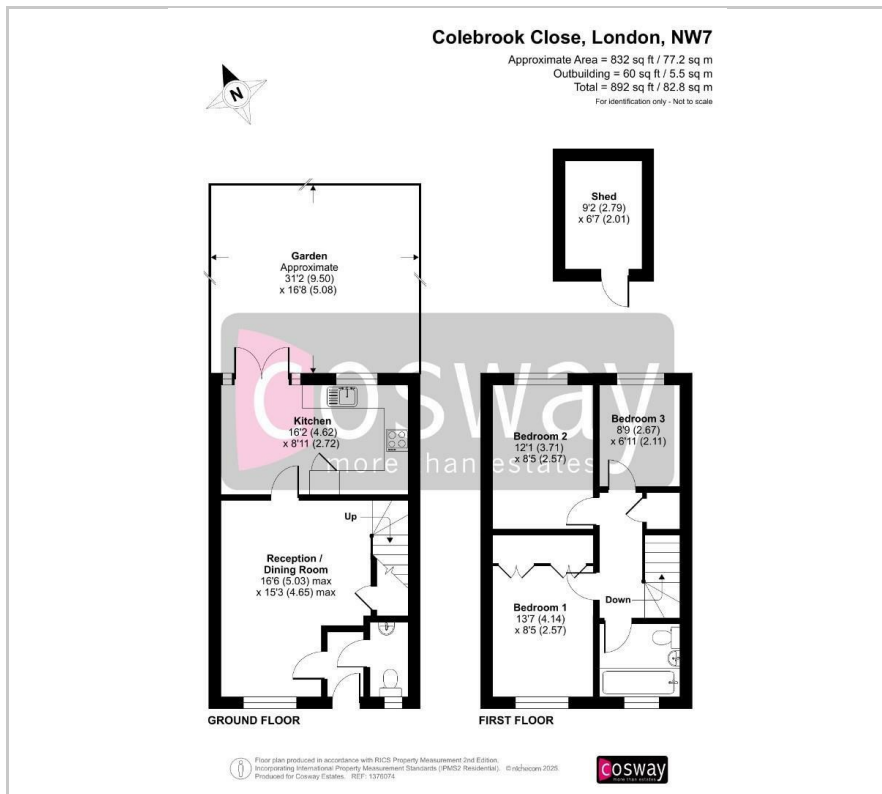 Colebrook Close, London, NW7
Approximate Area = 832 sq ft / 77.2 sq m
Outbuilding = 60 sq ft / 5.5 sq m
Total = 892 sq ft / 82.8 sq m
For identification only - Not to scale
N
Shed
9'2 (2.79)
x 6'7 (2.01)
Garden
Approximate
31'2 (9.50)
x 16'8 (5.08)
cosway
more than estates
Kitchen
16'2 (4.62)
x 8'11 (2.72)
Bedroom 2
12'1 (3.71)
x 8'5 (2.57)
Bedroom 3
8'9 (2.67)
x 6'11 (2.11)
Up
Reception /
Dining Room
16'6 (5.03) max
x 15'3 (4.65) max
Bedroom 1
13'7 (4.14)
x 8'5 (2.57)
Down
GROUND FLOOR
FIRST FLOOR
Floor plan produced in accordance with RICS Property Measurement 2nd Edition,
Incorporating International Property Measurement Standards (IPMS2 Residential). © nichecom 2025.
Produced for Cosway Estates. REF: 1376074
cosway
more than estates